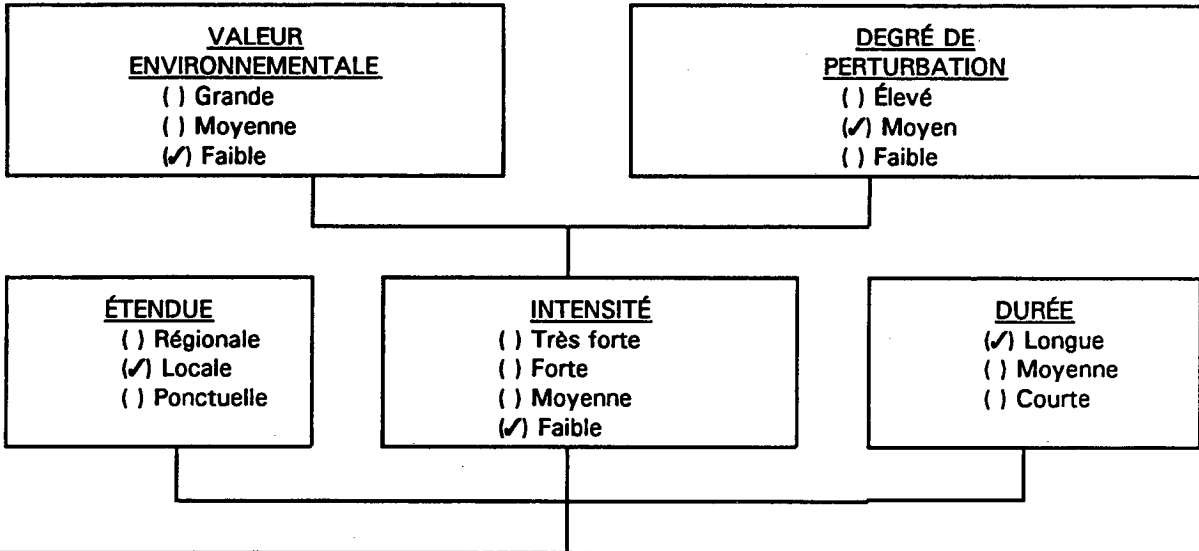 VALEUR
ENVIRONNEMENTALE
( ) Grande
( ) Moyenne
(✓) Faible
DEGRÉ DE
PERTURBATION
( ) Élevé
(✓) Moyen
( ) Faible
ÉTENDUE
( ) Régionale
(✓) Locale
( ) Ponctuelle
INTENSITÉ
( ) Très forte
( ) Forte
( ) Moyenne
(✓) Faible
DURÉE
(✓) Longue
( ) Moyenne
( ) Courte